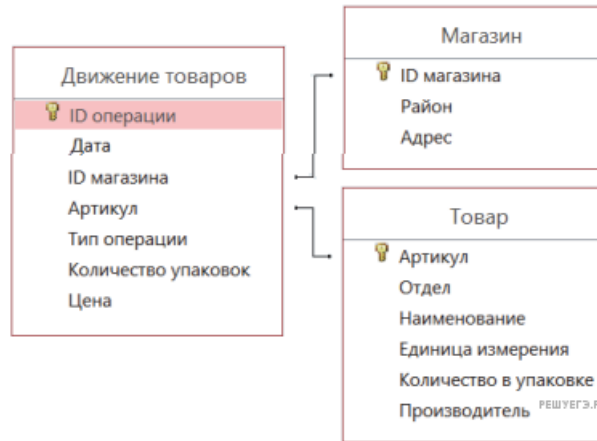 Движение товаров
ID операции
Дата
ID магазина
Артикул
Тип операции
Количество упаковок
Цена
Магазин
ID магазина
Район
Адрес
Товар
Артикул
Отдел
Наименование
Единица измерения
Количество в упаковке
Производитель
РЕШУЕГЭ.Р